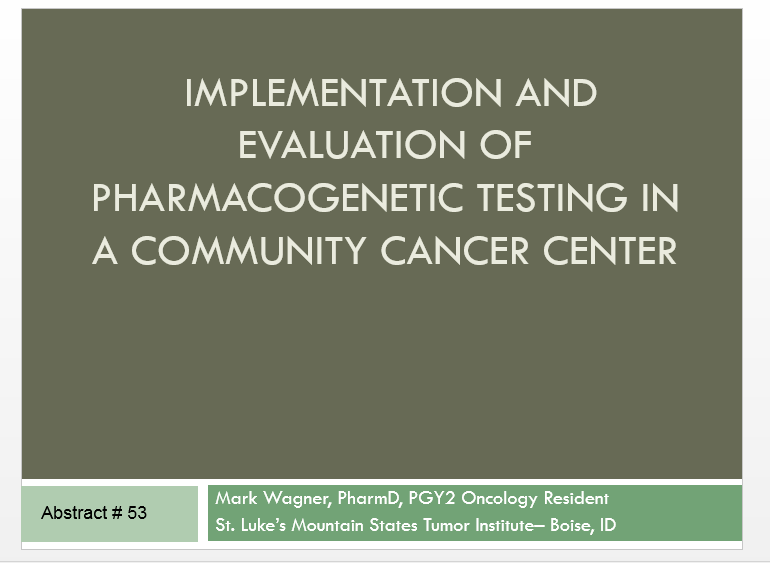 IMPLEMENTATION AND
EVALUATION OF
PHARMACOGENETIC TESTING IN
A COMMUNITY CANCER CENTER
Abstract # 53
Mark Wagner, PharmD, PGY2 Oncology Resident
St. Luke's Mountain States Tumor Institute– Boise, ID